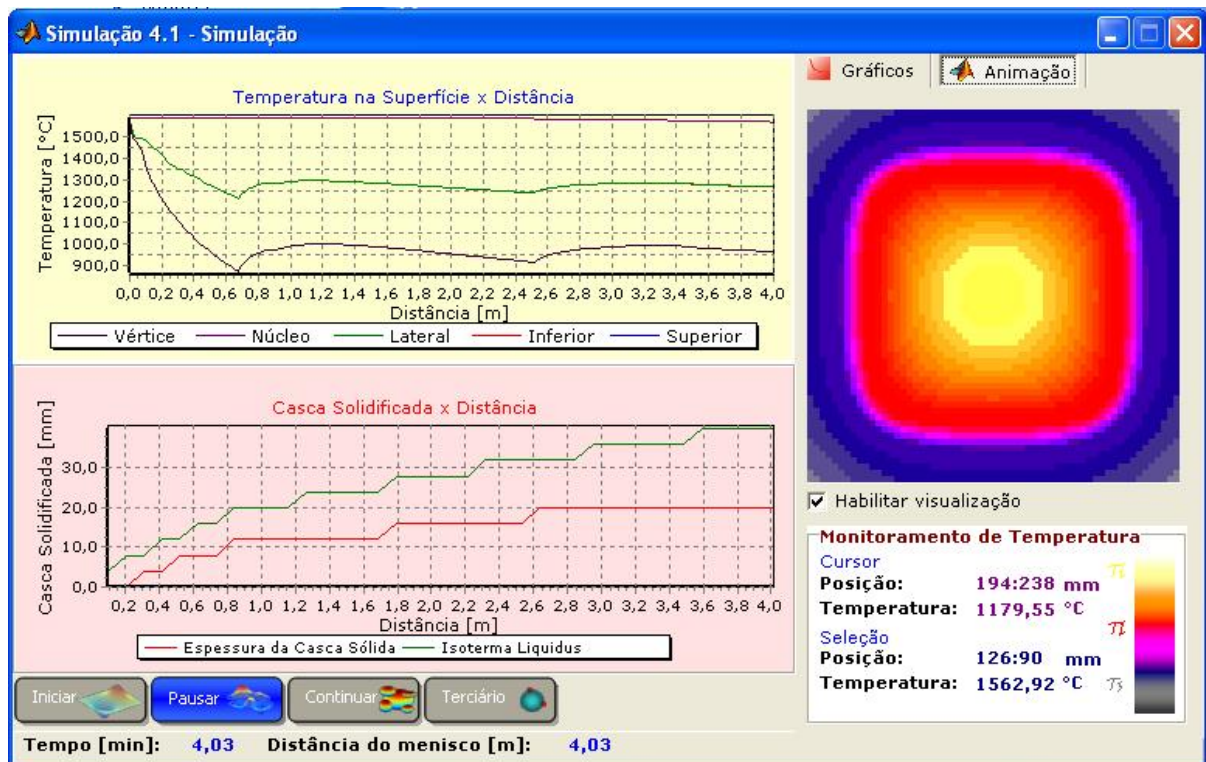 Simulação 4.1 - Simulação
Temperatura na Superfície x Distância
Temperatura [°C]
1500,0
1400,0
1300,0
1200,0
1100,0
1000,0
900,0
0,0 0,2 0,4 0,6 0,8 1,0 1,2 1,4 1,6 1,8 2,0 2,2 2,4 2,6 2,8 3,0 3,2 3,4 3,6 3,8 4,0
Distância [m]
Vértice Núcleo Lateral Inferior Superior
Casca Solidificada x Distância
Casca Solidificada [mm]
30,0
20,0
10,0
0,0
0,2 0,4 0,6 0,8 1,0 1,2 1,4 1,6 1,8 2,0 2,2 2,4 2,6 2,8 3,0 3,2 3,4 3,6 3,8 4,0
Distância [m]
Espessura da Casca Sólida Isoterma Liquidus
Iniciar Pausar Continuar Terciário
Tempo [min]: 4,03 Distância do menisco [m]: 4,03
Gráficos Animação
Habilitar visualização
Monitoramento de Temperatura
Cursor
Posição: 194:238 mm
Temperatura: 1179,55 °C
Seleção
Posição: 126:90 mm
Temperatura: 1562,92 °C